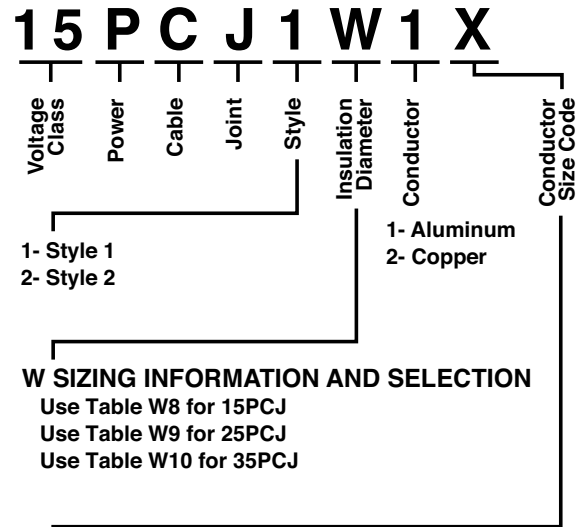 15PCJ1W1X
Voltage
Class
Power
Cable
Joint
Style
Insulation
Diameter
Conductor
Conductor
Size Code
1- Style 1
2- Style 2
1- Aluminum
2- Copper
W SIZING INFORMATION AND SELECTION
Use Table W8 for 15PCJ
Use Table W9 for 25PCJ
Use Table W10 for 35PCJ